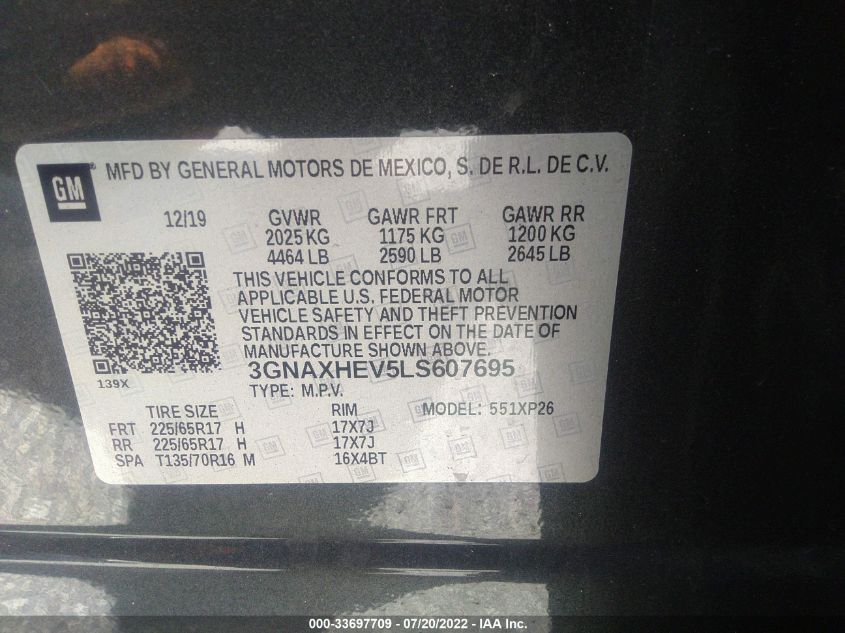 GM ® MFD BY GENERAL MOTORS DE MEXICO, S. DE R.L. DE C.V.
12/19 GVWR GAWR FRT GAWR RR
2025 KG 1175 KG 1200 KG
4464 LB 2590 LB 2645 LB
THIS VEHICLE CONFORMS TO ALL
APPLICABLE U.S. FEDERAL MOTOR
VEHICLE SAFETY AND THEFT PREVENTION
STANDARDS IN EFFECT ON THE DATE OF
MANUFACTURE SHOWN ABOVE.
139X 3GNAXHEV5LS607695
TYPE: M.P.V.
TIRE SIZE RIM MODEL: 551XP26
FRT 225/65R17 H 17X7J
RR 225/65R17 H 17X7J
SPA T135/70R16 M 16X4BT
000-33697709 - 07/20/2022 - IAA Inc.